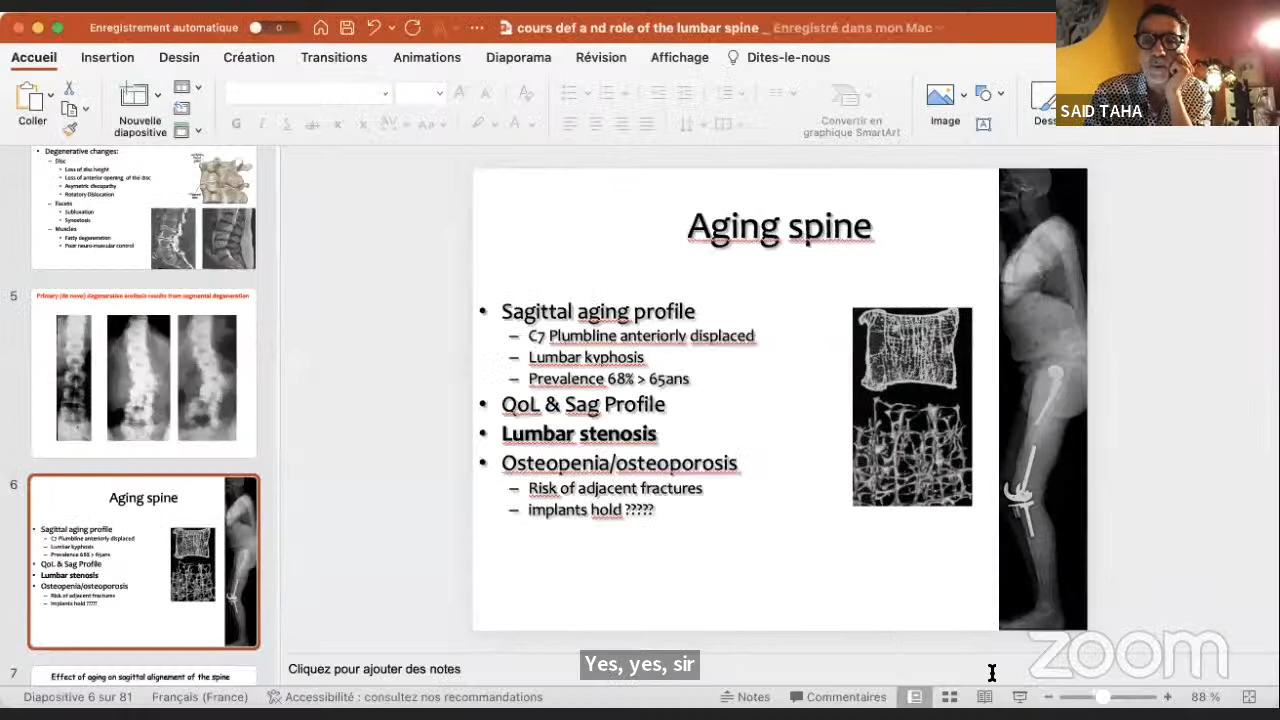 Enregistrement automatique
cours def a nd role of the lumbar spine _ Enregistré dans mon Mac
Accueil
Insertion
Dessin
Création
Transitions
Animations
Diaporama
Révision
Affichage
Dites-le-nous
Coller
Nouvelle
diapositive
G
Convertir en
graphique SmartArt
Image
SAID TAHA
• Degenerative changes:
– Disc
• Loss of disc height
• Loss of anterior opening of the disc
• Asymetric discopathy
• Rotatory Dislocation
– Facets
• Subluxation
• Synostosis
– Muscles
• Fatty degeneration
• Poor neuro-muscular control
5
Primary (de novo) degenerative scoliosis results from segmental degeneration
6
Aging spine
• Sagittal aging profile
– C7 Plumbline anteriorly displaced
– Lumbar kyphosis
– Prevalence 68% > 65ans
• QoL & Sag Profile
• Lumbar stenosis
• Osteopenia/osteoporosis
– Risk of adjacent fractures
– implants hold ?????
7
Effect of aging on sagittal alignement of the spine
Aging spine
• Sagittal aging profile
– C7 Plumbline anteriorly displaced
– Lumbar kyphosis
– Prevalence 68% > 65ans
• QoL & Sag Profile
• Lumbar stenosis
• Osteopenia/osteoporosis
– Risk of adjacent fractures
– implants hold ?????
Cliquez pour ajouter des notes
Yes, yes, sir
zoom
Diapositive 6 sur 81
Français (France)
Accessibilité : consultez nos recommandations
Notes
Commentaires
88 %